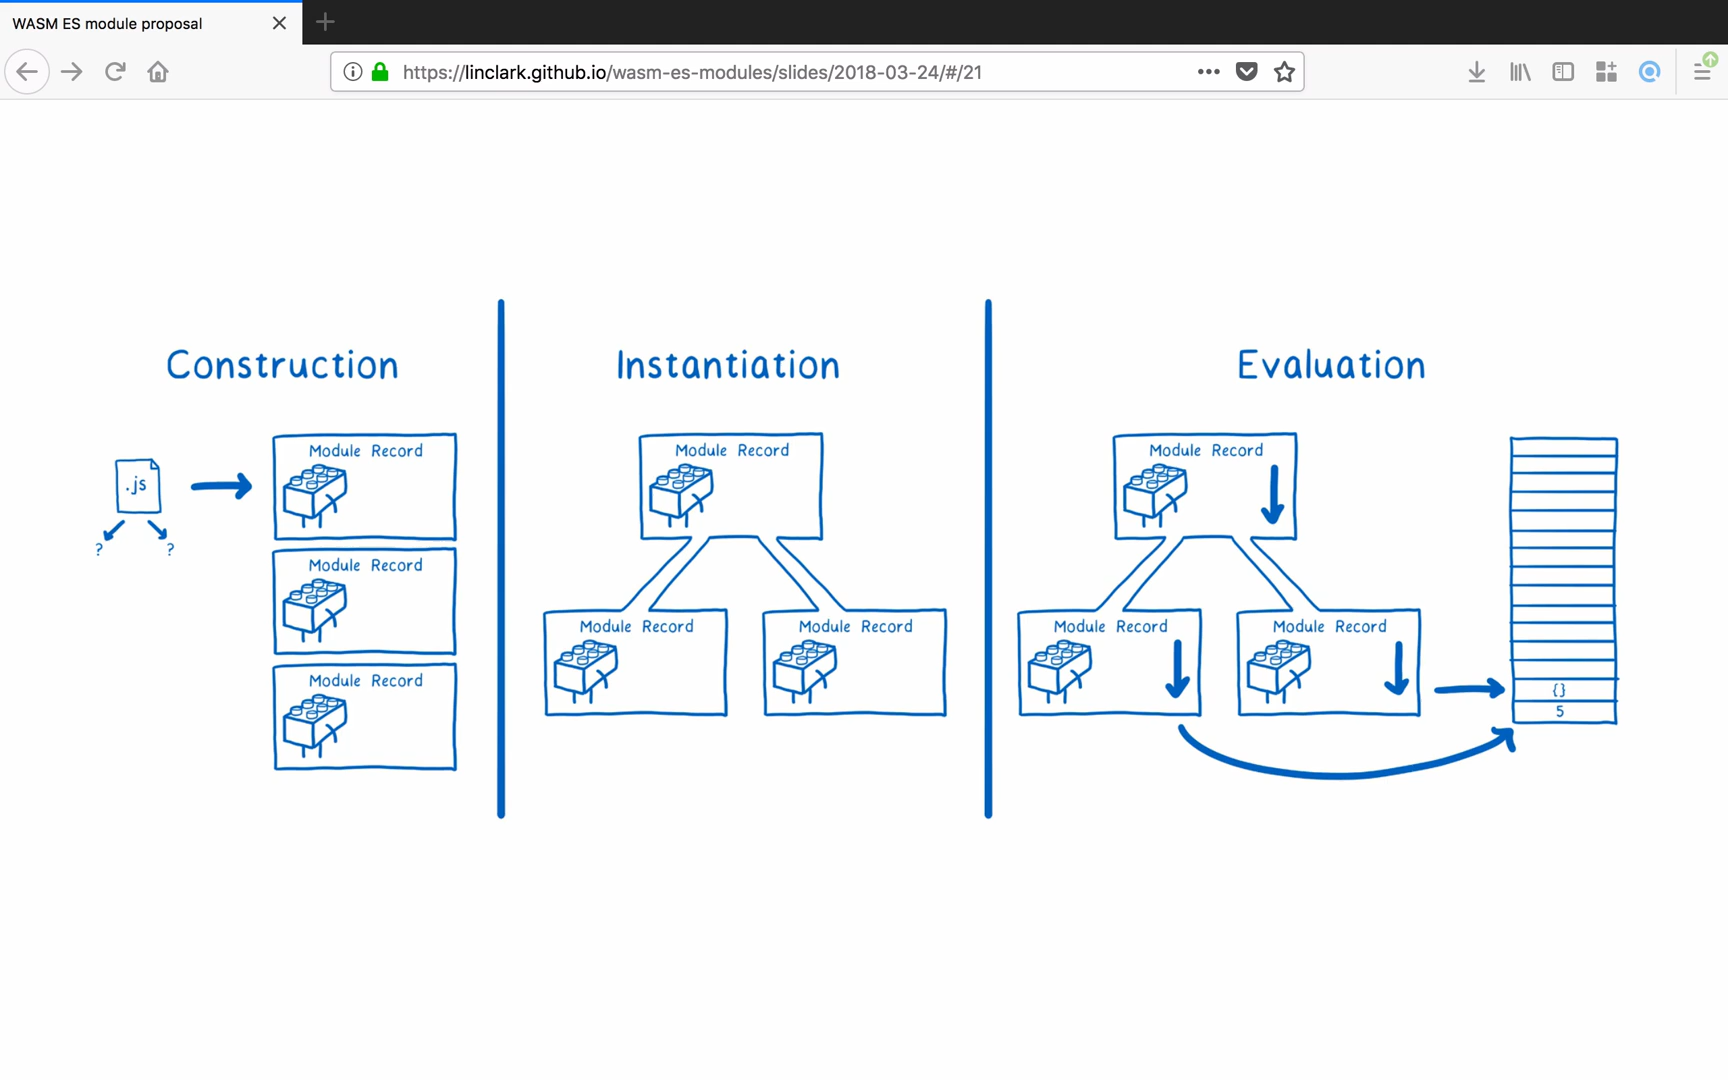 WASM ES module proposal
https://linclark.github.io/wasm-es-modules/slides/2018-03-24/#/21
Construction
Instantiation
Evaluation
.js
? ?
Module Record
Module Record
Module Record
Module Record
Module Record
Module Record
Module Record
Module Record
Module Record
{}
5